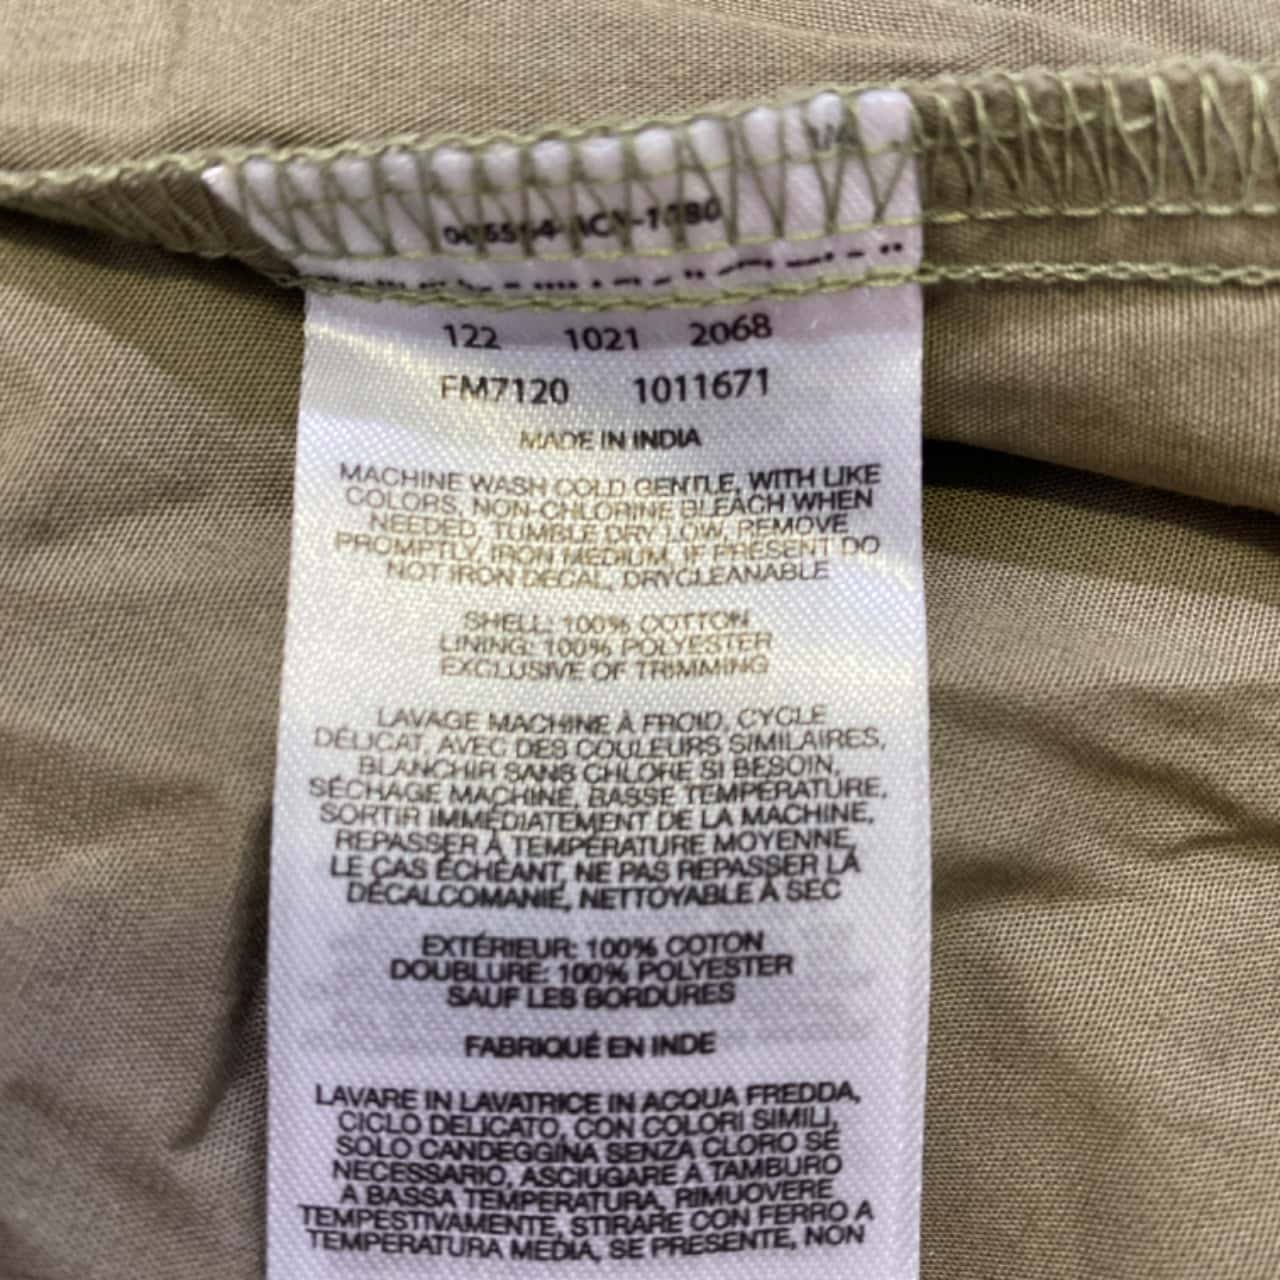 122 1021 2068
FM7120 1011671
MADE IN INDIA
MACHINE WASH COLD GENTLE, WITH LIKE
COLORS, NON-CHLORINE BLEACH WHEN
NEEDED, TUMBLE DRY LOW, REMOVE
PROMPTLY, IRON MEDIUM, IF PRESENT DO
NOT IRON DECAL, DRYCLEANABLE
SHELL: 100% COTTON
LINING: 100% POLYESTER
EXCLUSIVE OF TRIMMING
LAVAGE MACHINE À FROID, CYCLE
DÉLICAT, AVEC DES COULEURS SIMILAIRES,
BLANCHIR SANS CHLORE SI BESOIN,
SÉCHAGE MACHINE, BASSE TEMPÉRATURE,
SORTIR IMMÉDIATEMENT DE LA MACHINE,
REPASSER À TEMPÉRATURE MOYENNE,
LE CAS ÉCHÉANT, NE PAS REPASSER LA
DÉCALCOMANIE, NETTOYABLE À SEC
EXTÉRIEUR: 100% COTON
DOUBLURE: 100% POLYESTER
SAUF LES BORDURES
FABRIQUÉ EN INDE
LAVARE IN LAVATRICE IN ACQUA FREDDA,
CICLO DELICATO, CON COLORI SIMILI,
SOLO CANDEGGINA SENZA CLORO SE
NECESSARIO, ASCIUGARE A TAMBURO
A BASSA TEMPERATURA, RIMUOVERE
TEMPESTIVAMENTE, STIRARE CON FERRO A
TEMPERATURA MEDIA, SE PRESENTE, NON